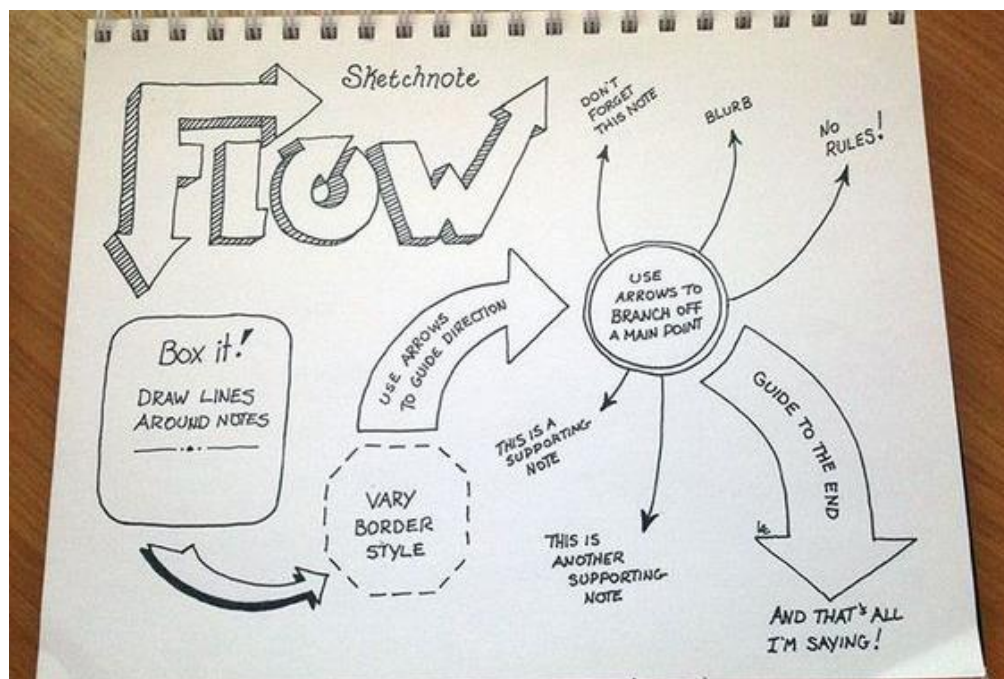 Sketchnote
FLOW
Box it!
DRAW LINES
AROUND NOTES
VARY
BORDER
STYLE
USE ARROWS
TO GUIDE DIRECTION
USE
ARROWS TO
BRANCH OFF
A MAIN POINT
DON'T
FORGET
THIS NOTE
BLURB
NO
RULES!
THIS IS A
SUPPORTING
NOTE
THIS IS
ANOTHER
SUPPORTING
NOTE
GUIDE TO THE END
AND THAT'S ALL
I'M SAYING!